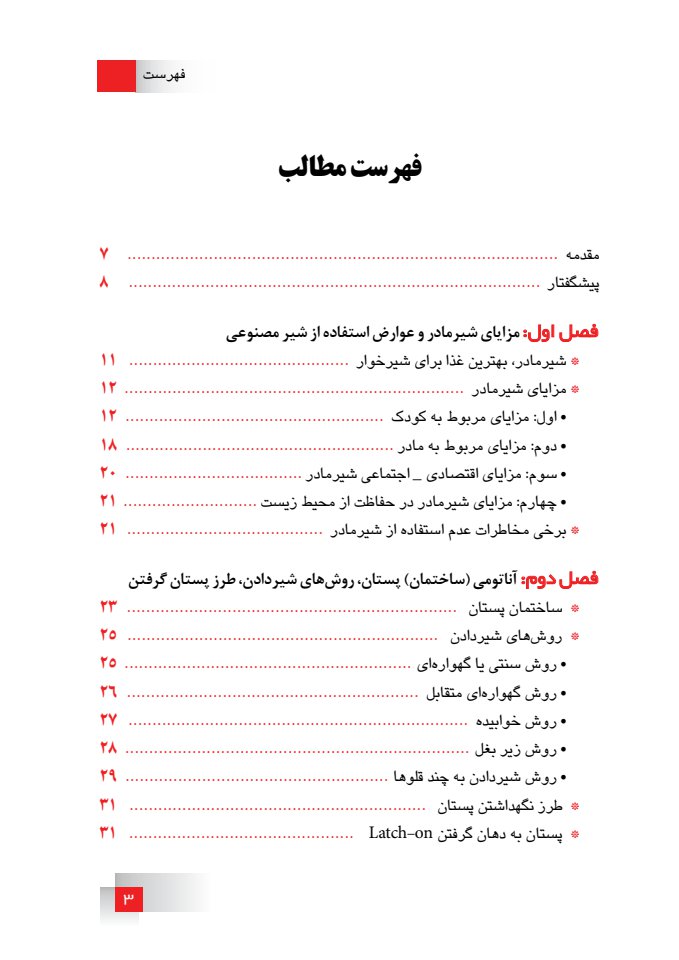 فهرست
فهرست مطالب
مقدمه ........................................ ۷
پیشگفتار ........................................ ۸
فصل اول: مزایای شیرمادر و عوارض استفاده از شیر مصنوعی
❊ شیرمادر، بهترین غذا برای شیرخوار ........................................ ۱۱
❊ مزایای شیرمادر ........................................ ۱۲
• اول: مزایای مربوط به کودک ........................................ ۱۲
• دوم: مزایای مربوط به مادر ........................................ ۱۸
• سوم: مزایای اقتصادی _ اجتماعی شیرمادر ........................................ ۲۰
• چهارم: مزایای شیرمادر در حفاظت از محیط زیست ........................................ ۲۱
❊ برخی مخاطرات عدم استفاده از شیرمادر ........................................ ۲۱
فصل دوم: آناتومی (ساختمان) پستان، روش‌های شیردادن، طرز پستان گرفتن
❊ ساختمان پستان ........................................ ۲۳
❊ روش‌های شیردادن ........................................ ۲۵
• روش سنتی یا گهواره‌ای ........................................ ۲۵
• روش گهواره‌ای متقابل ........................................ ۲۶
• روش خوابیده ........................................ ۲۷
• روش زیر بغل ........................................ ۲۸
• روش شیردادن به چند قلوها ........................................ ۲۹
❊ طرز نگهداشتن پستان ........................................ ۳۱
❊ پستان به دهان گرفتن Latch-on ........................................ ۳۱
۳